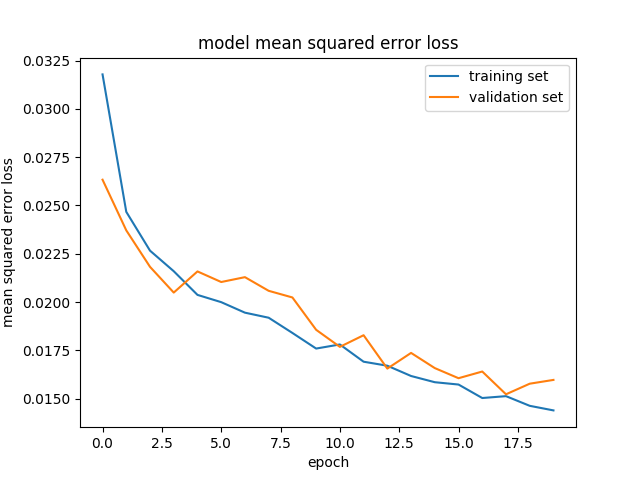 model mean squared error loss
training set
validation set
mean squared error loss
0.0325
0.0300
0.0275
0.0250
0.0225
0.0200
0.0175
0.0150
0.0 2.5 5.0 7.5 10.0 12.5 15.0 17.5
epoch